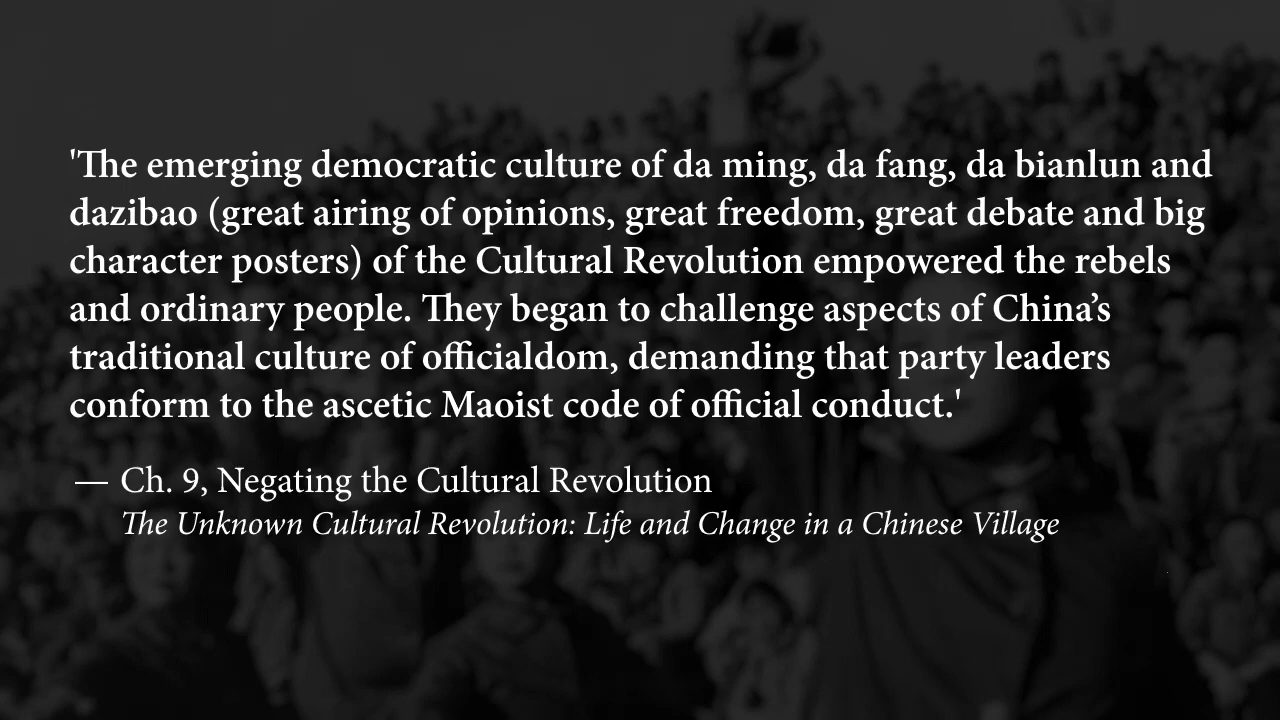 'The emerging democratic culture of da ming, da fang, da bianlun and
dazibao (great airing of opinions, great freedom, great debate and big
character posters) of the Cultural Revolution empowered the rebels
and ordinary people. They began to challenge aspects of China’s
traditional culture of officialdom, demanding that party leaders
conform to the ascetic Maoist code of official conduct.'
— Ch. 9, Negating the Cultural Revolution
The Unknown Cultural Revolution: Life and Change in a Chinese Village